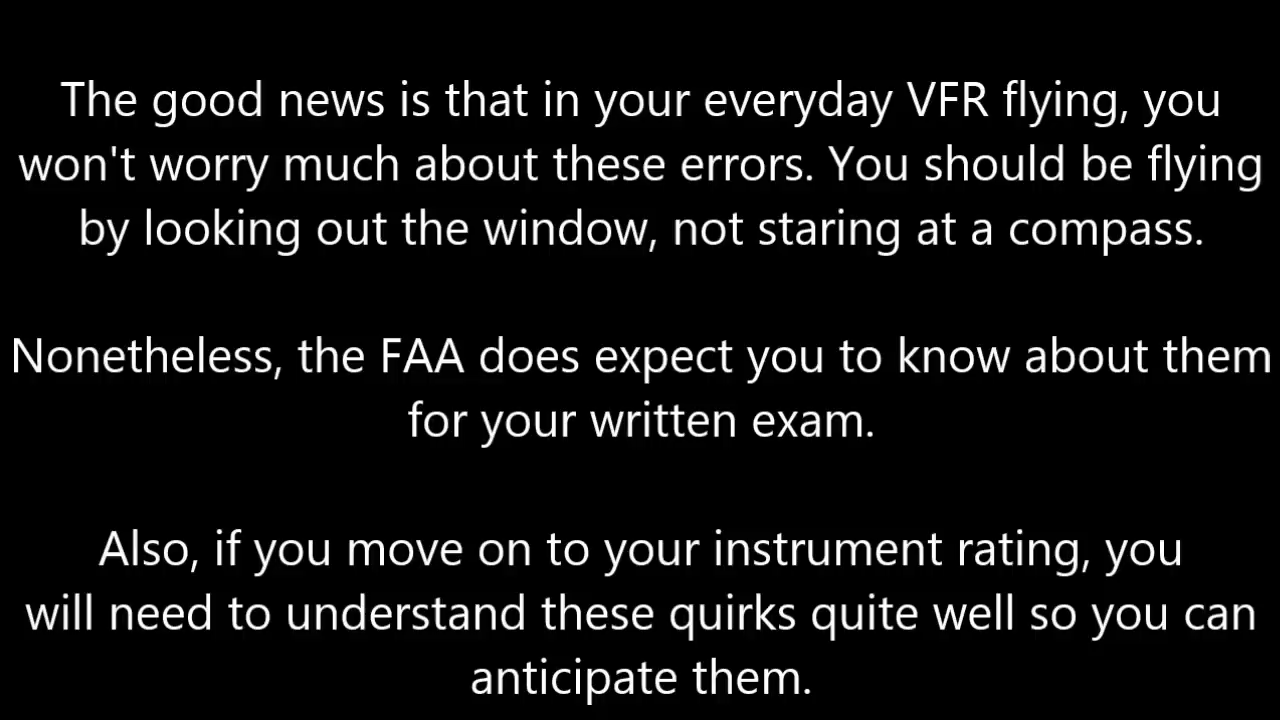 The good news is that in your everyday VFR flying, you
won't worry much about these errors. You should be flying
by looking out the window, not staring at a compass.
Nonetheless, the FAA does expect you to know about them
for your written exam.
Also, if you move on to your instrument rating, you
will need to understand these quirks quite well so you can
anticipate them.